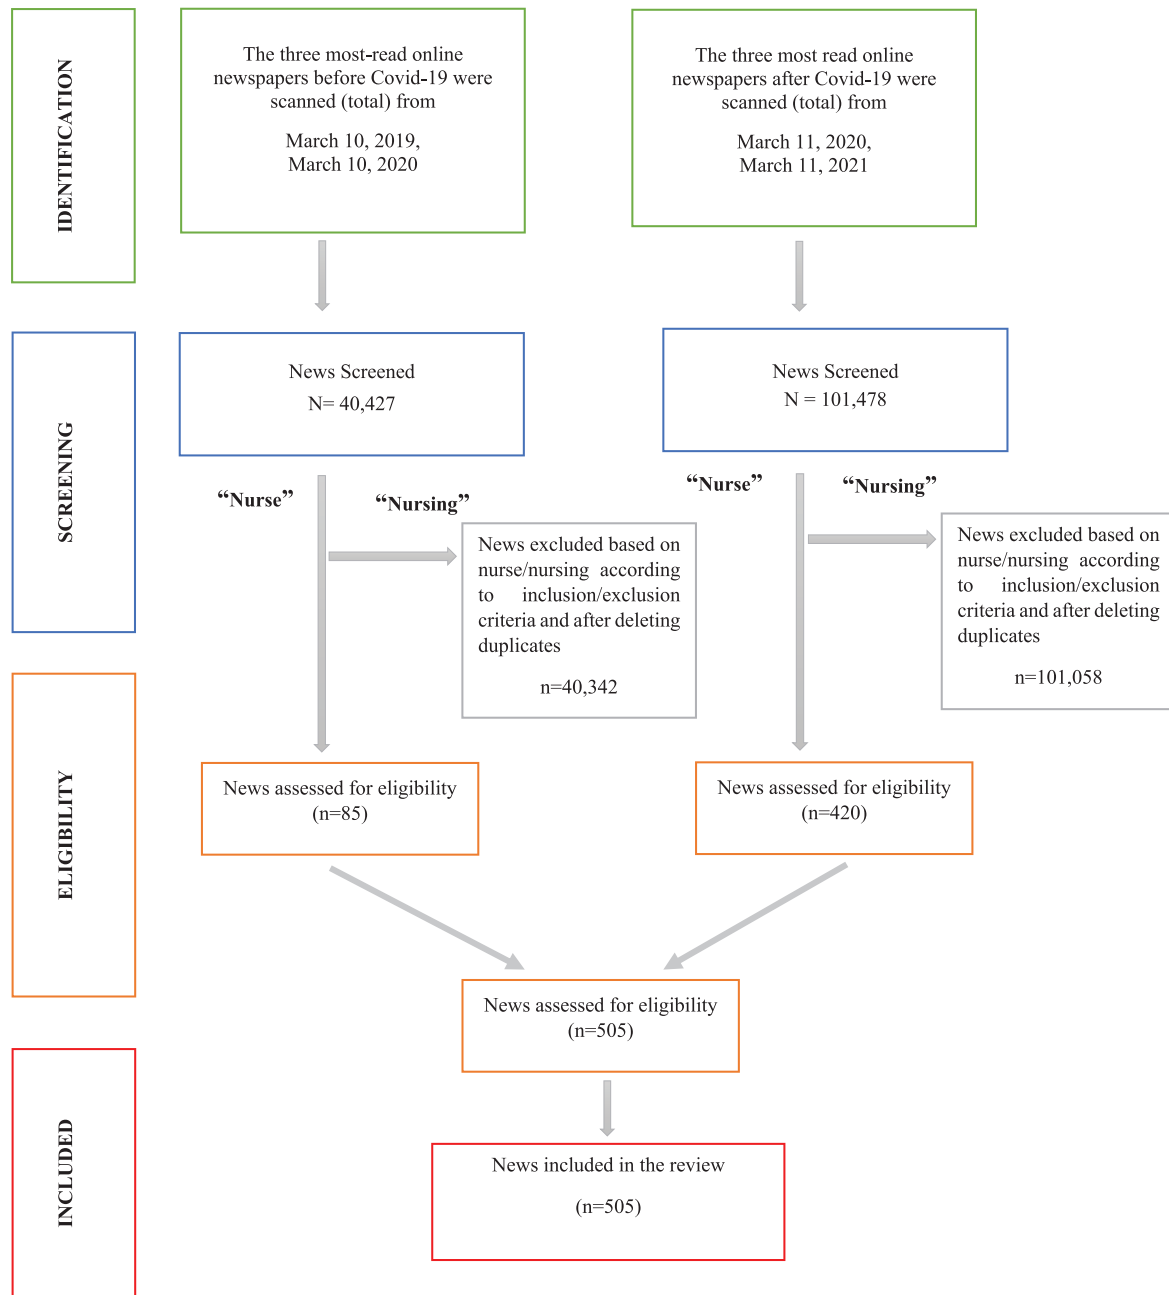 IDENTIFICATION
The three most-read online
newspapers before Covid-19 were
scanned (total) from
March 10, 2019,
March 10, 2020
The three most read online
newspapers after Covid-19 were
scanned (total) from
March 11, 2020,
March 11, 2021
SCREENING
News Screened
N= 40,427
News Screened
N = 101,478
“Nurse”
“Nursing”
“Nurse”
“Nursing”
News excluded based on
nurse/nursing according
to inclusion/exclusion
criteria and after deleting
duplicates
n=40,342
News excluded based on
nurse/nursing according
to inclusion/exclusion
criteria and after deleting
duplicates
n=101,058
ELIGIBILITY
News assessed for eligibility
(n=85)
News assessed for eligibility
(n=420)
News assessed for eligibility
(n=505)
INCLUDED
News included in the review
(n=505)